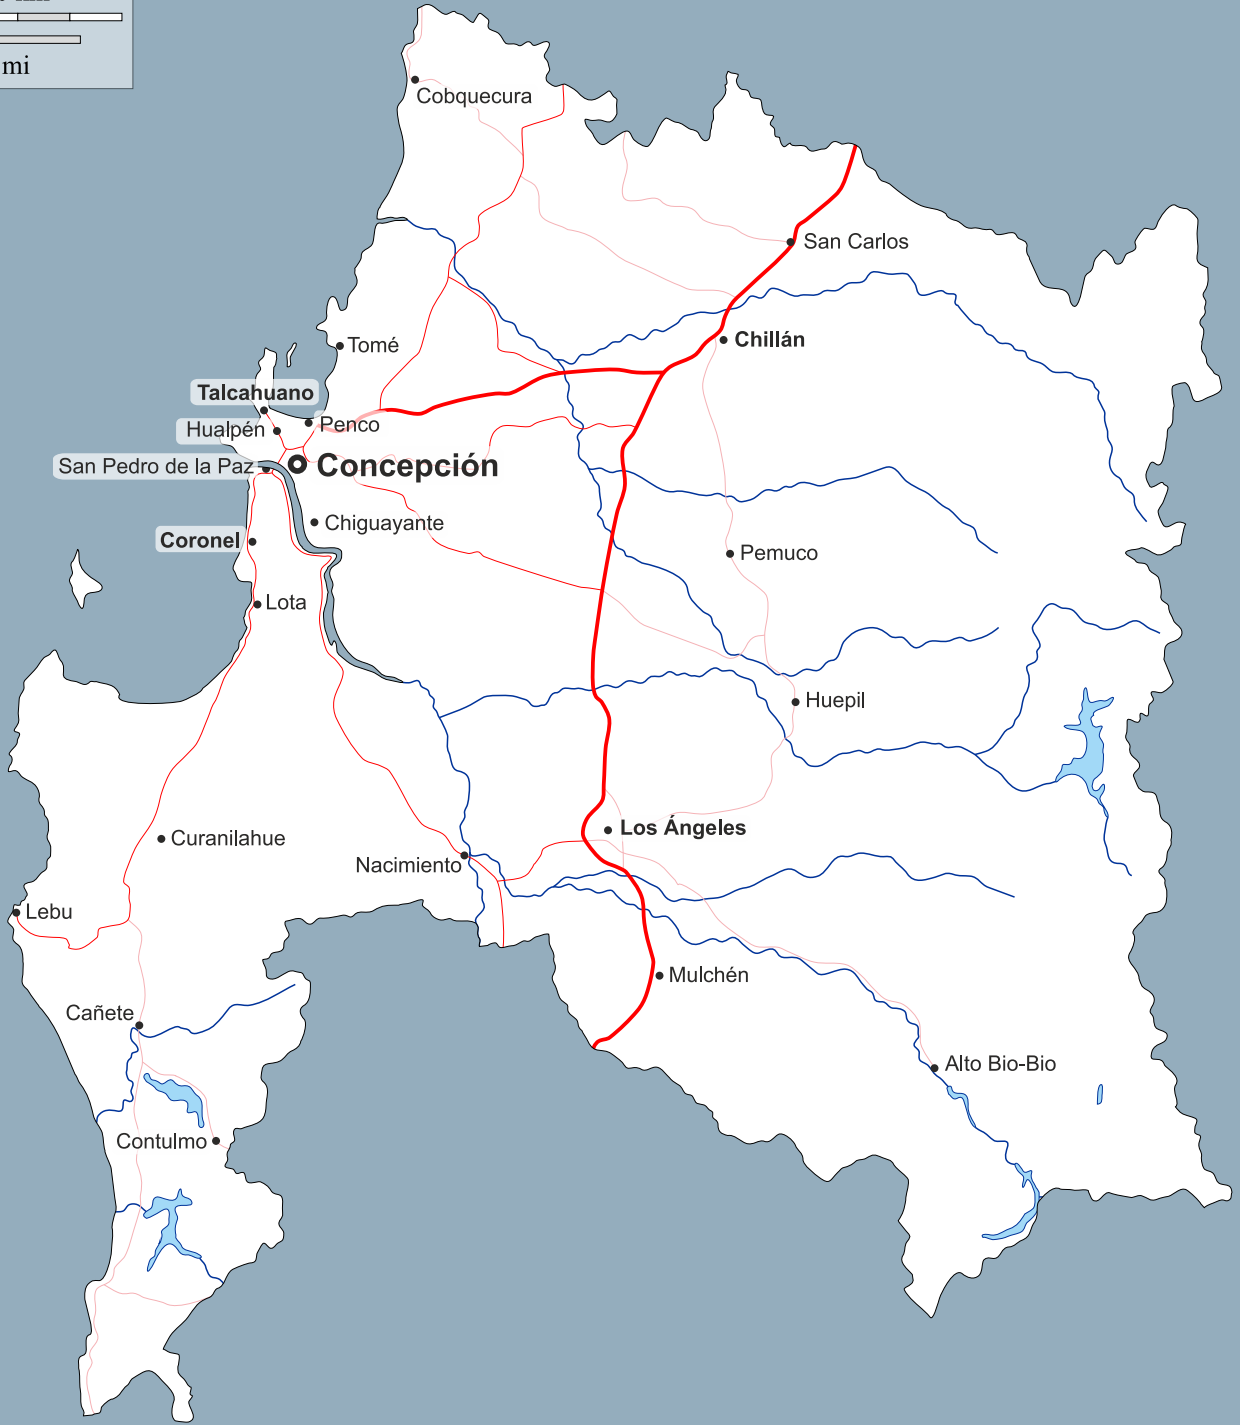 mi
Cobquecura
San Carlos
Chillán
Tomé
Talcahuano
Penco
Hualpén
San Pedro de la Paz
Concepción
Chiguayante
Coronel
Pemuco
Lota
Huepil
Los Ángeles
Curanilahue
Nacimiento
Lebu
Mulchén
Cañete
Alto Bio-Bio
Contulmo